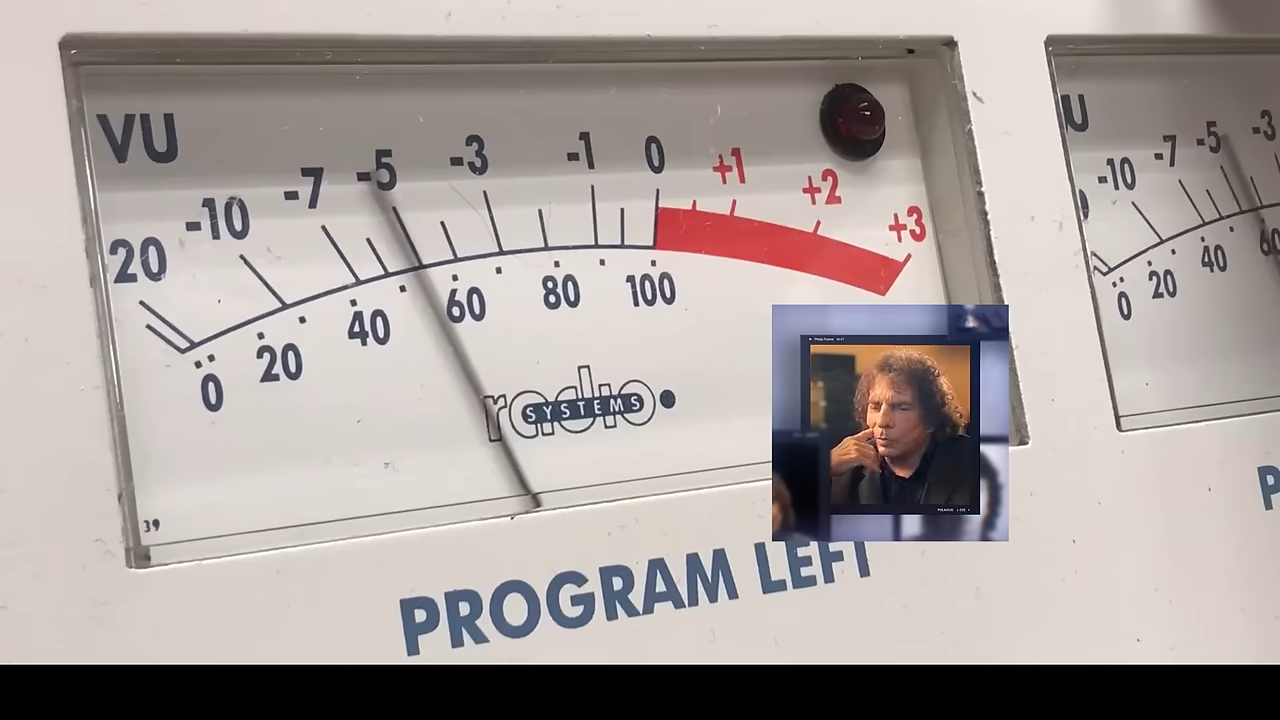 VU
20 -10 -7 -5 -3 -1 0 +1 +2 +3
0 20 40 60 80 100
radio
SYSTEMS
39
PROGRAM LEFT
U
-10 -7 -5 -3
0 20 40 60
P